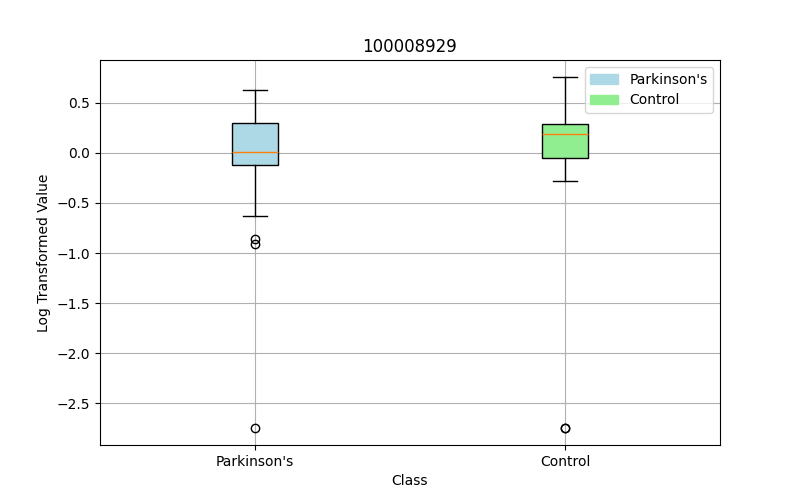 100008929
Parkinson's
Control
0.5
0.0
−0.5
−1.0
−1.5
−2.0
−2.5
Log Transformed Value
Parkinson's
Control
Class